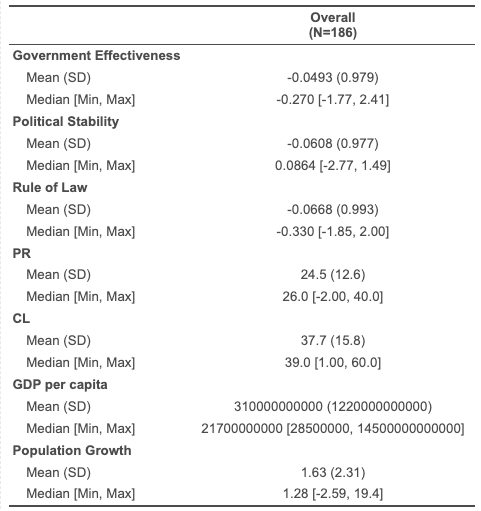 Overall
(N=186)
Government Effectiveness
Mean (SD) -0.0493 (0.979)
Median [Min, Max] -0.270 [-1.77, 2.41]
Political Stability
Mean (SD) -0.0608 (0.977)
Median [Min, Max] 0.0864 [-2.77, 1.49]
Rule of Law
Mean (SD) -0.0668 (0.993)
Median [Min, Max] -0.330 [-1.85, 2.00]
PR
Mean (SD) 24.5 (12.6)
Median [Min, Max] 26.0 [-2.00, 40.0]
CL
Mean (SD) 37.7 (15.8)
Median [Min, Max] 39.0 [1.00, 60.0]
GDP per capita
Mean (SD) 310000000000 (1220000000000)
Median [Min, Max] 21700000000 [28500000, 14500000000000]
Population Growth
Mean (SD) 1.63 (2.31)
Median [Min, Max] 1.28 [-2.59, 19.4]